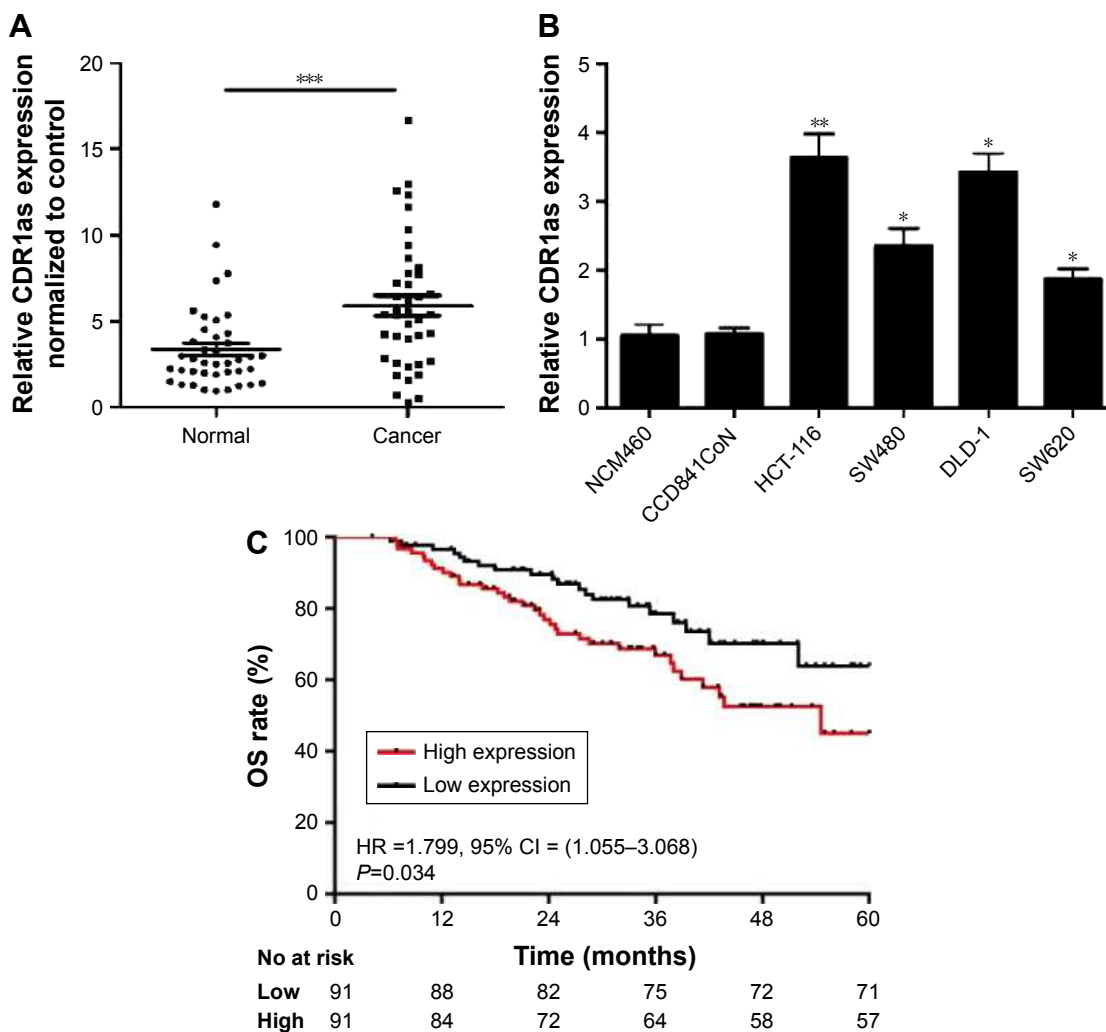 A
Relative CDR1as expression
normalized to control
20
15
10
5
0
***
Normal
Cancer
B
Relative CDR1as expression
5
4
3
2
1
0
**
*
*
*
NCM460
CCD841CoN
HCT-116
SW480
DLD-1
SW620
C
OS rate (%)
100
80
60
40
20
0
High expression
Low expression
HR =1.799, 95% CI = (1.055–3.068)
P=0.034
0 12 24 36 48 60
Time (months)
No at risk
Low 91 88 82 75 72 71
High 91 84 72 64 58 57